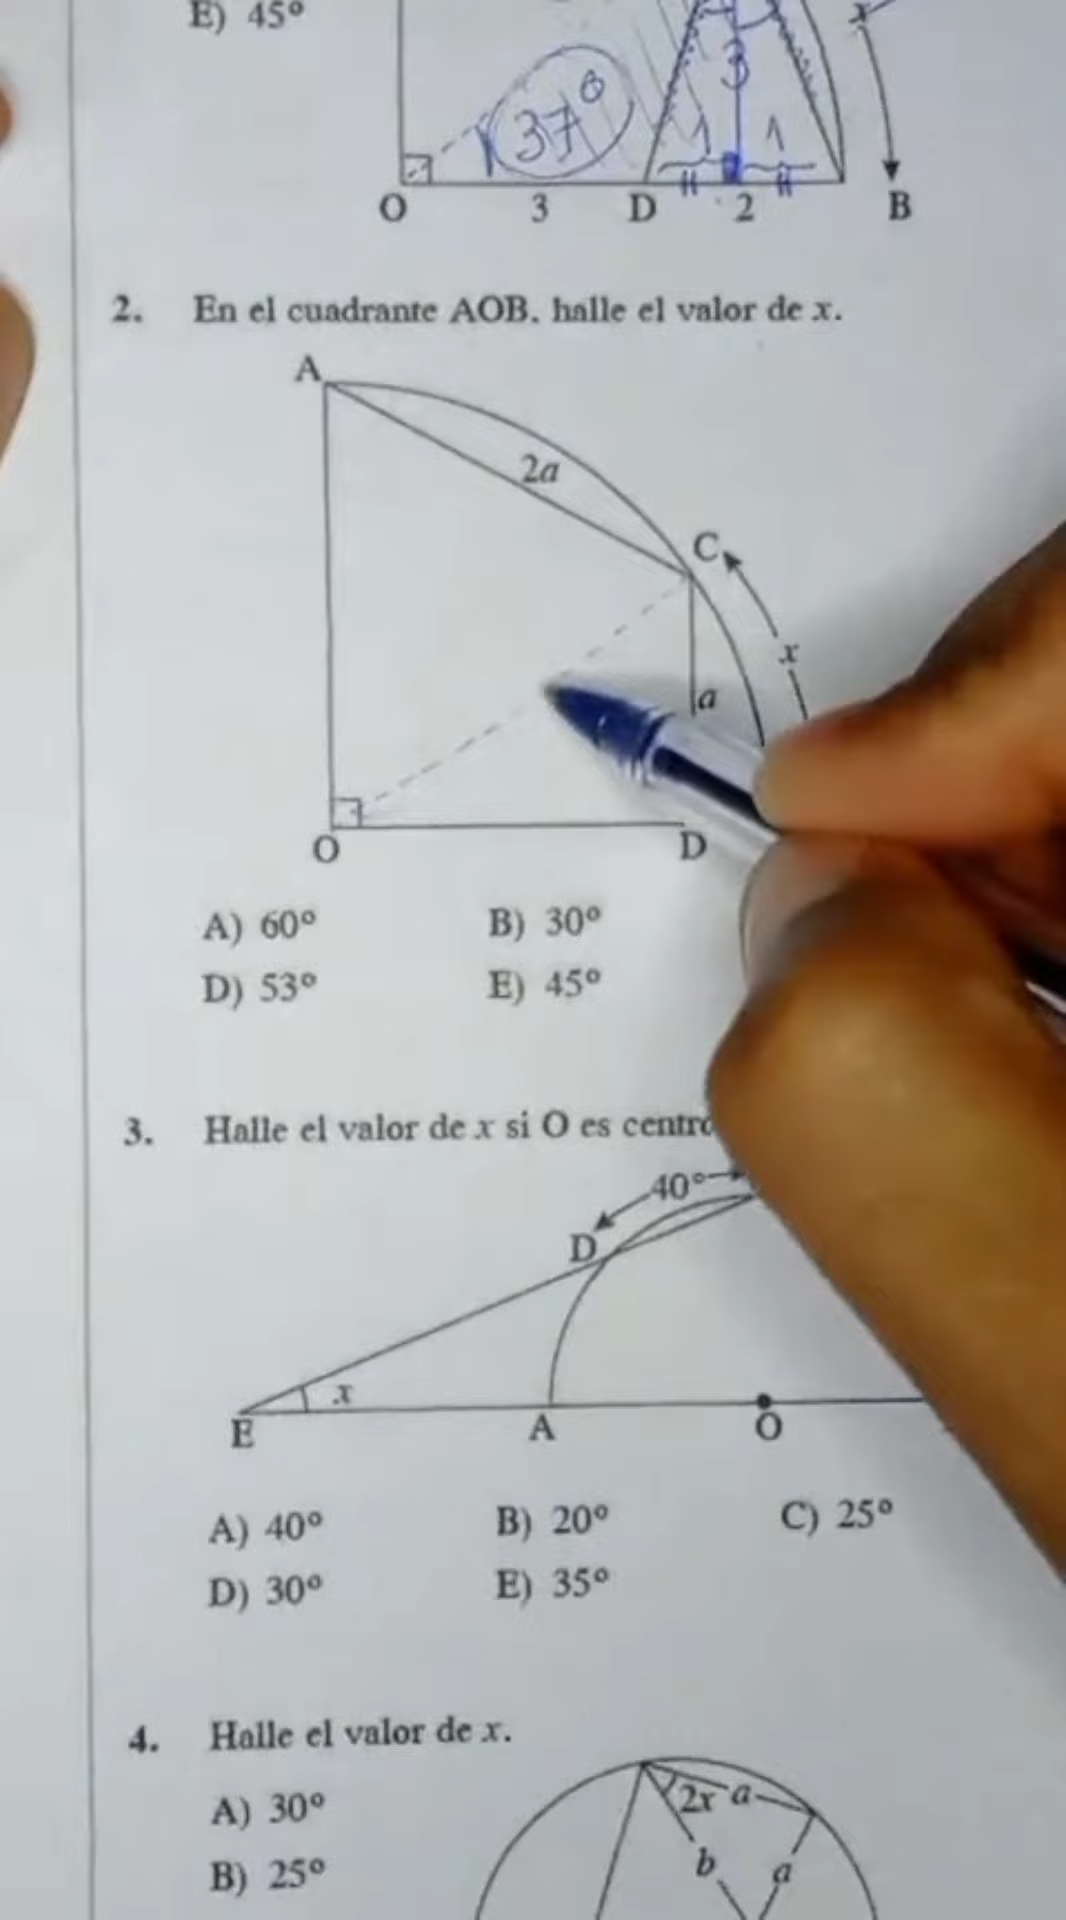 E) 45°
37°
3
1 1
x
O 3 D 2 B
2. En el cuadrante AOB, halle el valor de x.
A
2a
C
x
a
O D
A) 60° B) 30°
D) 53° E) 45°
3. Halle el valor de x si O es centro
40°
D
x
E A O
A) 40° B) 20° C) 25°
D) 30° E) 35°
4. Halle el valor de x.
2x a
A) 30°
b a
B) 25°